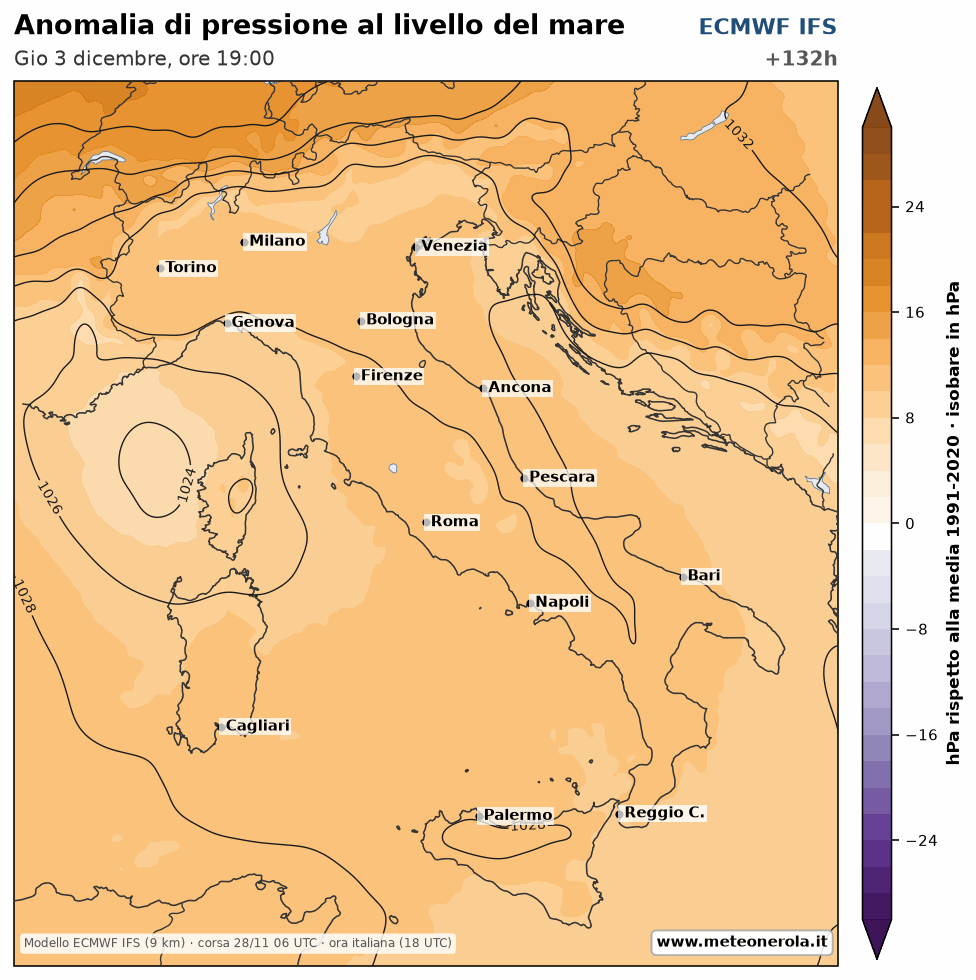 Anomalia di pressione al livello del mare
ECMWF IFS
Gio 3 dicembre, ore 19:00
+132h
1032
Milano
Venezia
Torino
Genova
Bologna
Firenze
Ancona
1024
1026
Pescara
Roma
Bari
1028
Napoli
Cagliari
Palermo
Reggio C.
1028
24
16
8
0
−8
−16
−24
hPa rispetto alla media 1991-2020 · isobare in hPa
Modello ECMWF IFS (9 km) · corsa 28/11 06 UTC · ora italiana (18 UTC)
www.meteonerola.it